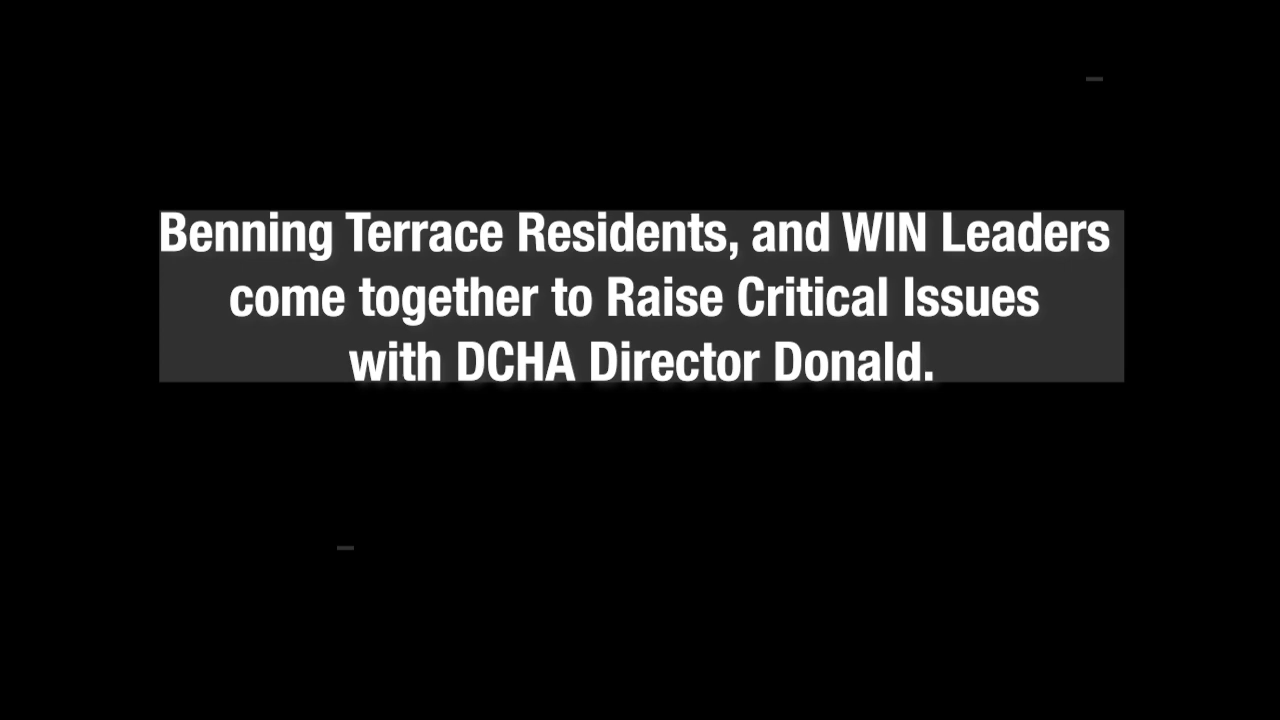 Benning Terrace Residents, and WIN Leaders
come together to Raise Critical Issues
with DCHA Director Donald.